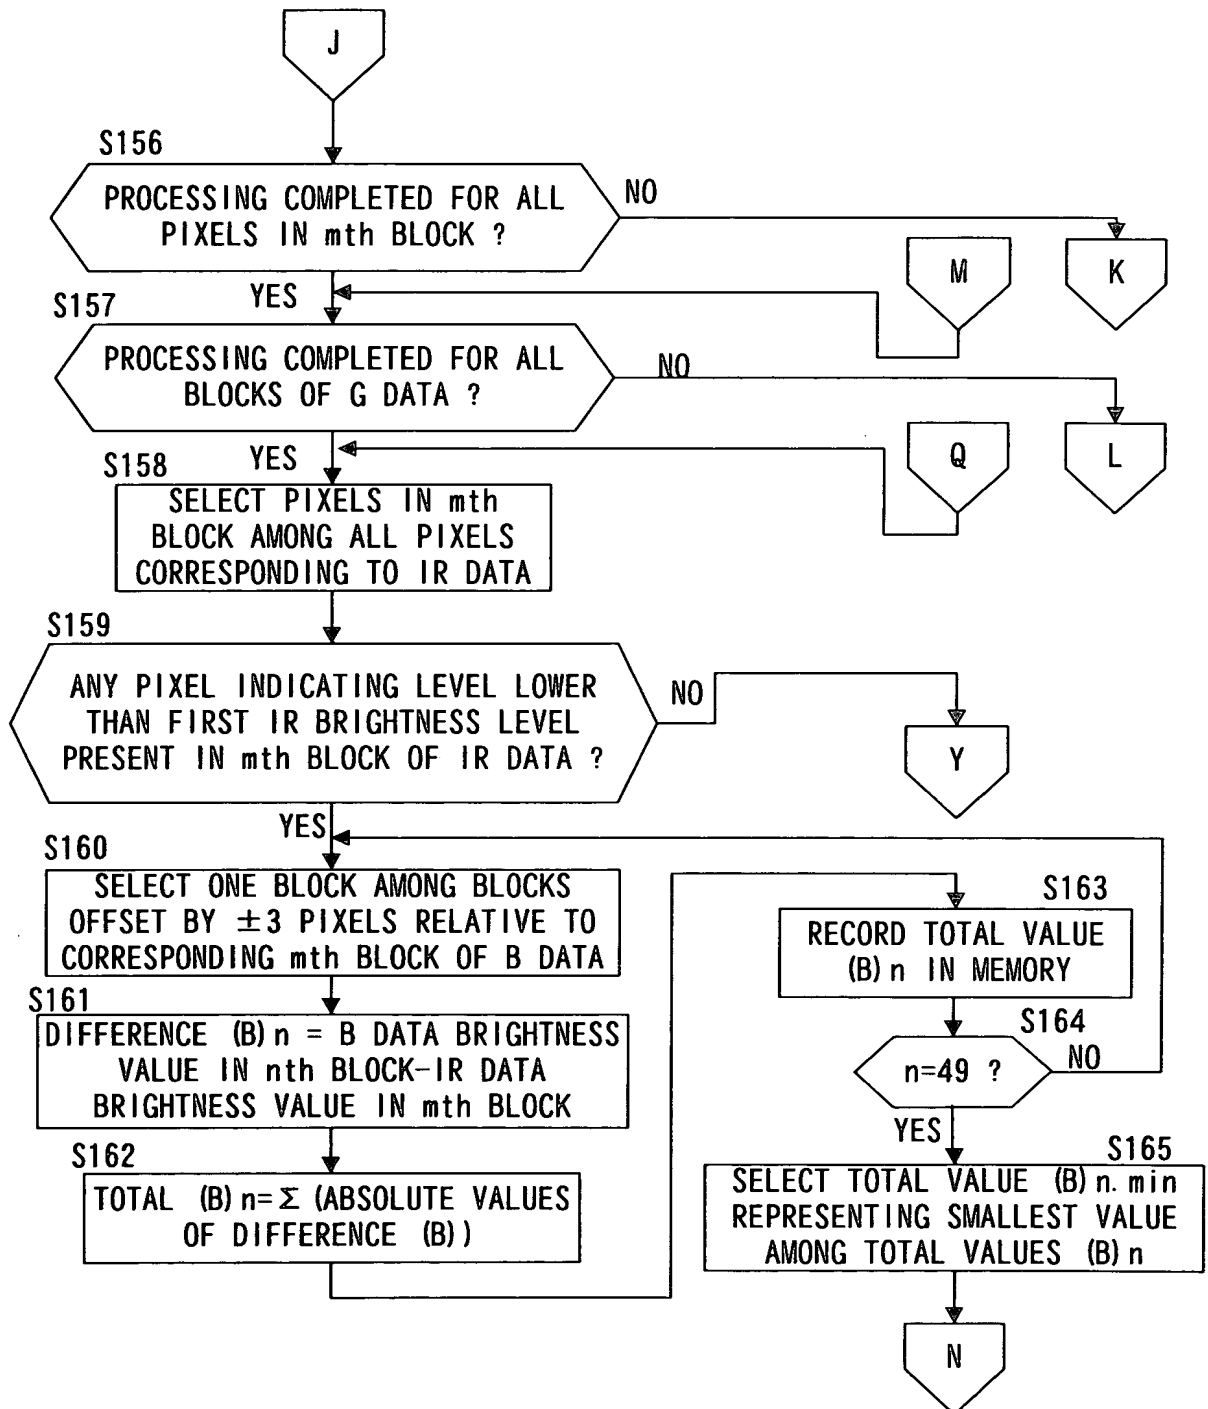 J
S156
PROCESSING COMPLETED FOR ALL
PIXELS IN mth BLOCK ?
NO
K
M
YES
S157
PROCESSING COMPLETED FOR ALL
BLOCKS OF G DATA ?
NO
L
Q
YES
S158
SELECT PIXELS IN mth
BLOCK AMONG ALL PIXELS
CORRESPONDING TO IR DATA
S159
ANY PIXEL INDICATING LEVEL LOWER
THAN FIRST IR BRIGHTNESS LEVEL
PRESENT IN mth BLOCK OF IR DATA ?
NO
Y
YES
S160
SELECT ONE BLOCK AMONG BLOCKS
OFFSET BY ±3 PIXELS RELATIVE TO
CORRESPONDING mth BLOCK OF B DATA
S161
DIFFERENCE (B)n = B DATA BRIGHTNESS
VALUE IN nth BLOCK-IR DATA
BRIGHTNESS VALUE IN mth BLOCK
S162
TOTAL (B)n=Σ (ABSOLUTE VALUES
OF DIFFERENCE (B))
S163
RECORD TOTAL VALUE
(B)n IN MEMORY
S164
n=49 ?
NO
YES
S165
SELECT TOTAL VALUE (B)n.min
REPRESENTING SMALLEST VALUE
AMONG TOTAL VALUES (B)n
N